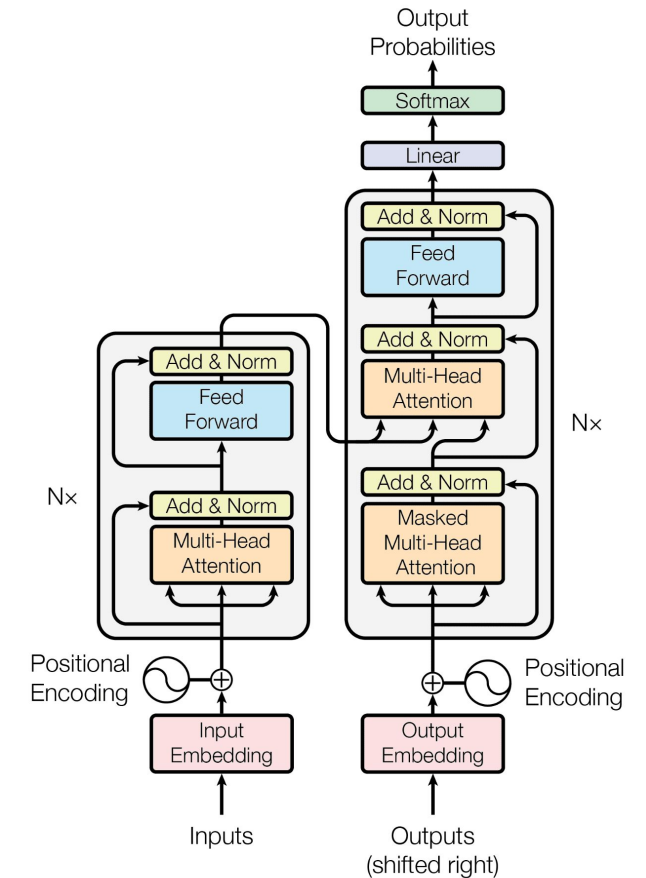 Output
Probabilities
Softmax
Linear
Add & Norm
Feed
Forward
Add & Norm
Multi-Head
Attention
Nx
Add & Norm
Masked
Multi-Head
Attention
Add & Norm
Feed
Forward
Nx
Add & Norm
Multi-Head
Attention
Positional
Encoding
Positional
Encoding
Input
Embedding
Output
Embedding
Inputs
Outputs
(shifted right)